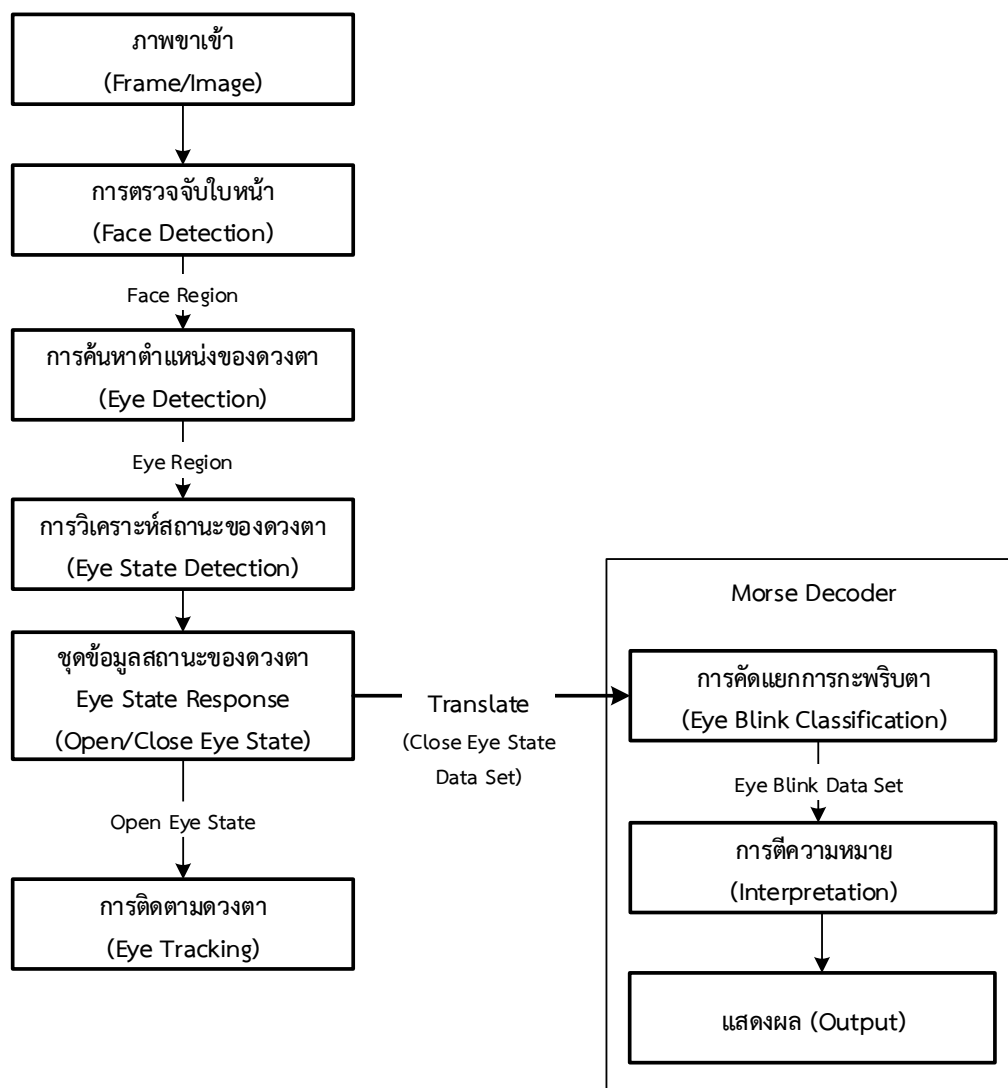 ภาพขาเข้า
(Frame/Image)
การตรวจจับใบหน้า
(Face Detection)
Face Region
การค้นหาตำแหน่งของดวงตา
(Eye Detection)
Eye Region
การวิเคราะห์สถานะของดวงตา
(Eye State Detection)
ชุดข้อมูลสถานะของดวงตา
Eye State Response
(Open/Close Eye State)
Open Eye State
การติดตามดวงตา
(Eye Tracking)
Translate
(Close Eye State
Data Set)
Morse Decoder
การคัดแยกการกะพริบตา
(Eye Blink Classification)
Eye Blink Data Set
การตีความหมาย
(Interpretation)
แสดงผล (Output)